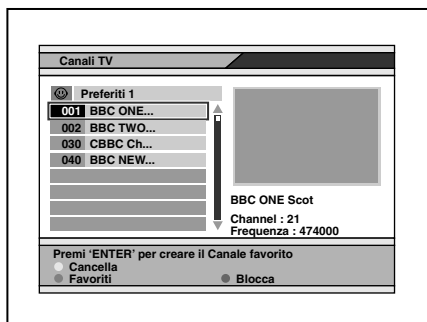 Canali TV
Preferiti 1
001 BBC ONE...
002 BBC TWO...
030 CBBC Ch...
040 BBC NEW...
BBC ONE Scot
Channel : 21
Frequenza : 474000
Premi ‘ENTER’ per creare il Canale favorito
Cancella
Favoriti
Blocca